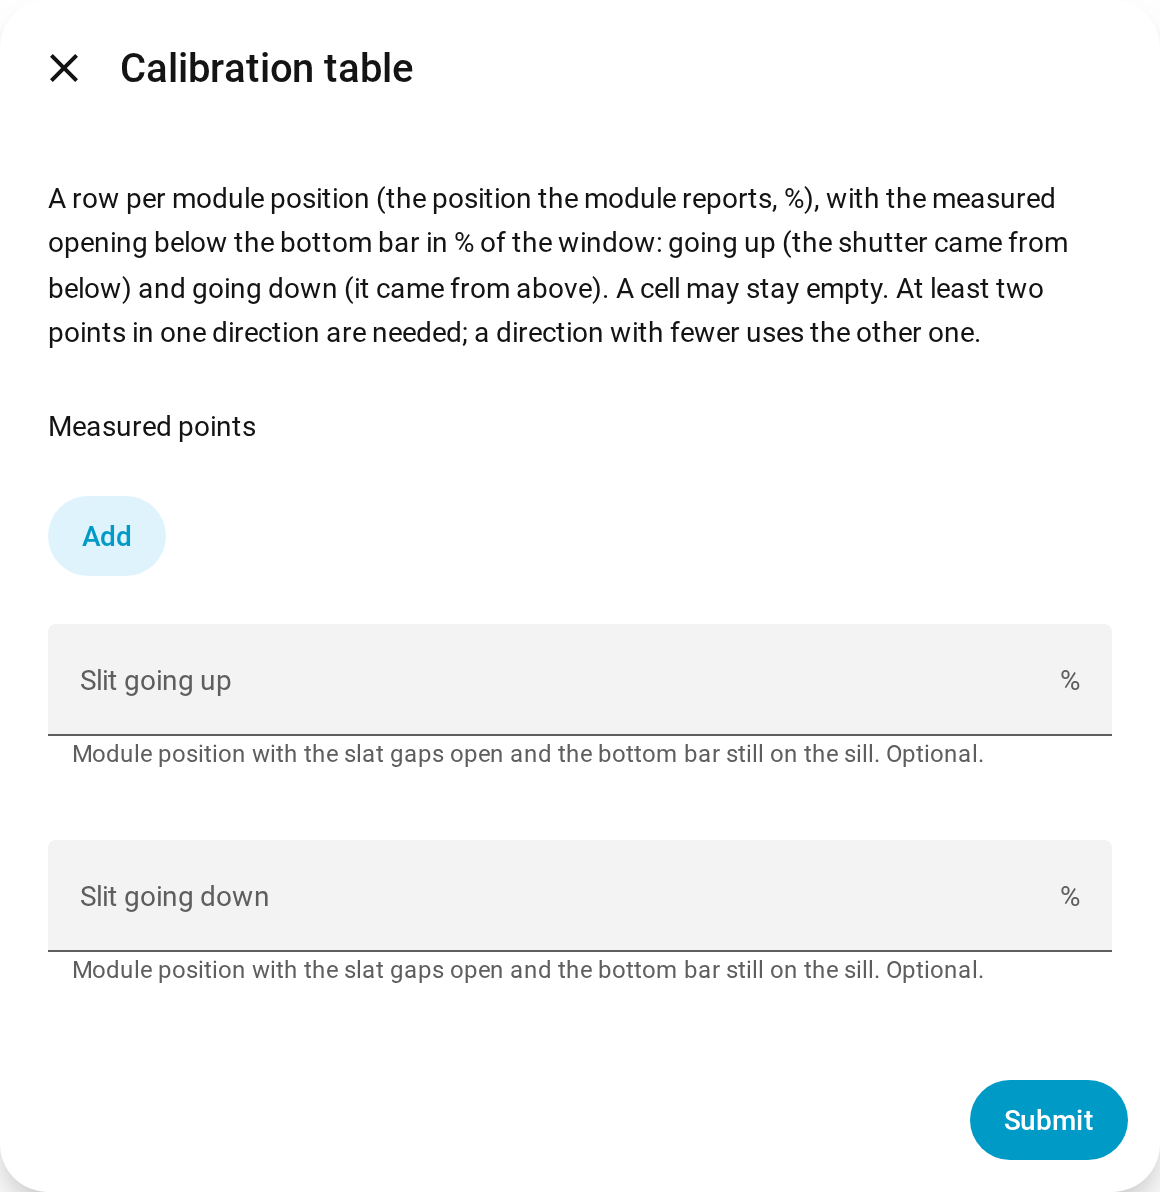 Calibration table
A row per module position (the position the module reports, %), with the measured
opening below the bottom bar in % of the window: going up (the shutter came from
below) and going down (it came from above). A cell may stay empty. At least two
points in one direction are needed; a direction with fewer uses the other one.
Measured points
Add
Slit going up %
Module position with the slat gaps open and the bottom bar still on the sill. Optional.
Slit going down %
Module position with the slat gaps open and the bottom bar still on the sill. Optional.
Submit